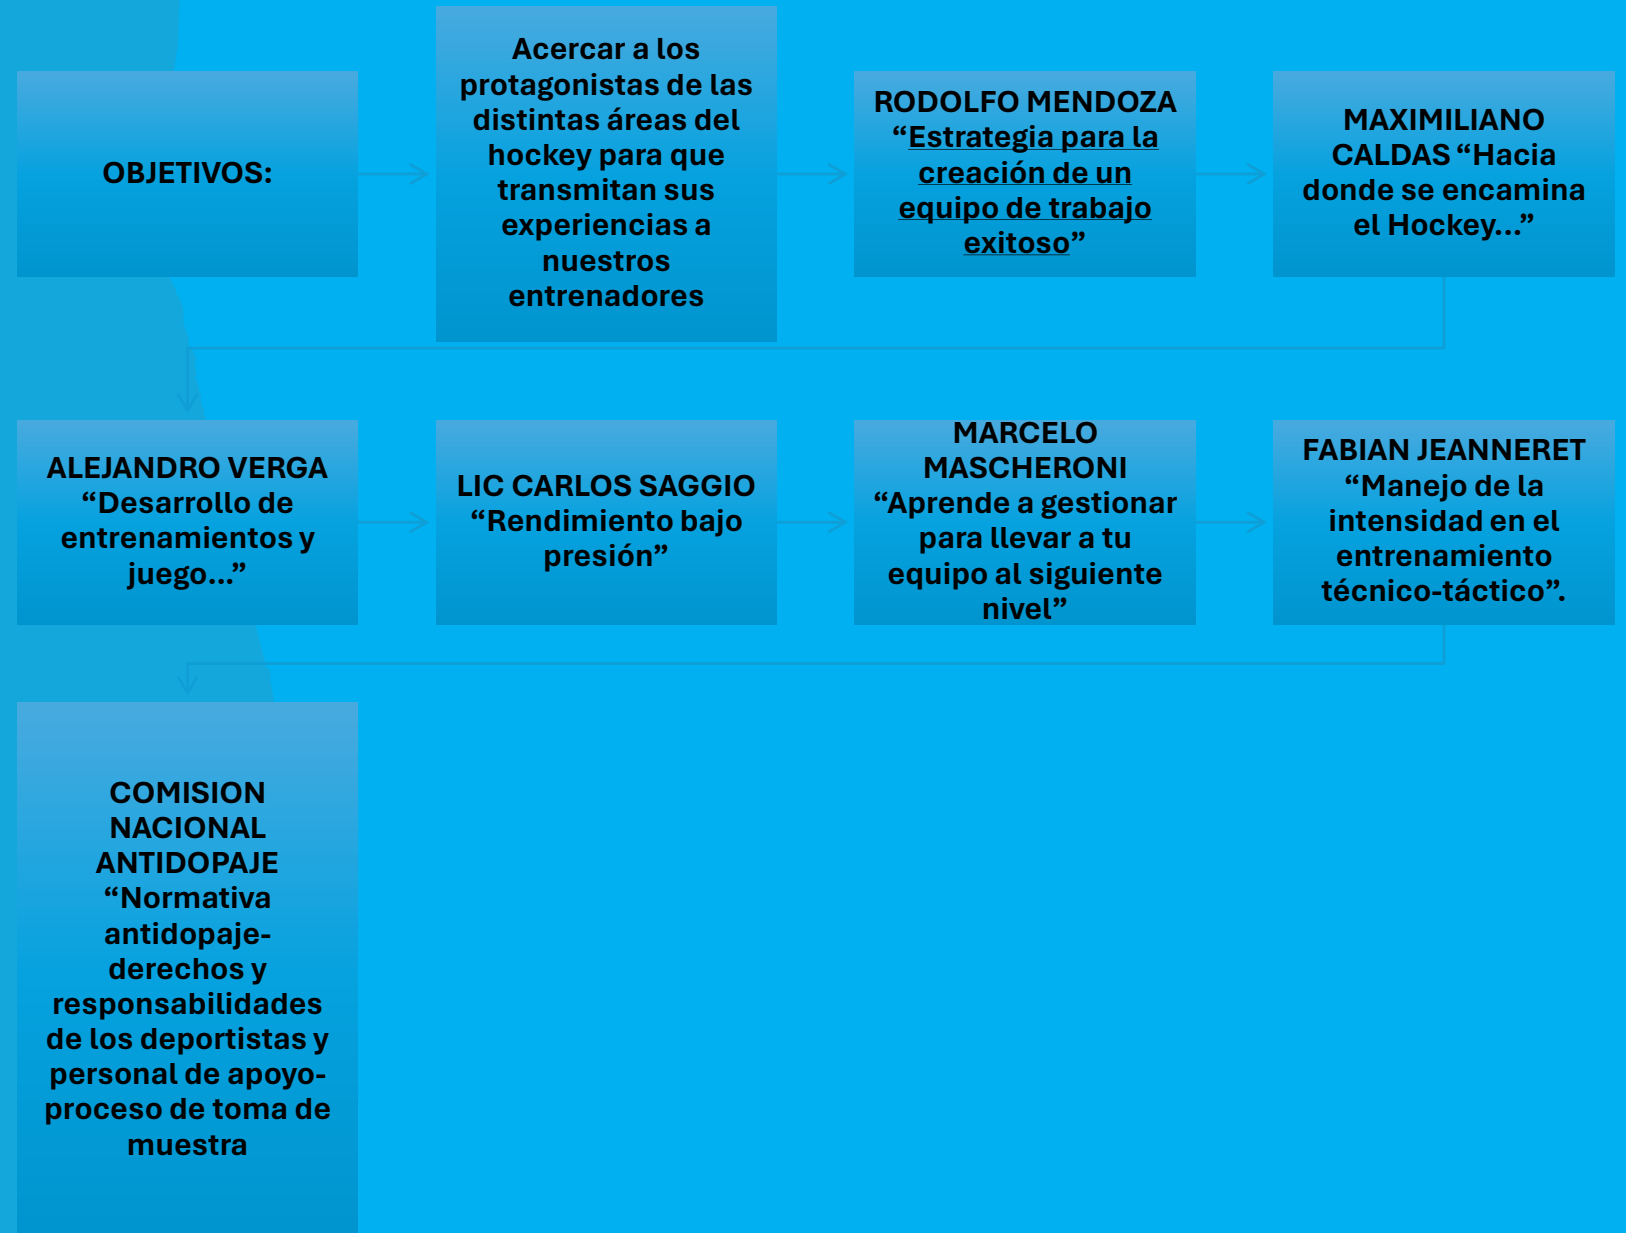 OBJETIVOS:
Acercar a los
protagonistas de las
distintas áreas del
hockey para que
transmitan sus
experiencias a
nuestros
entrenadores
RODOLFO MENDOZA
“Estrategia para la
creación de un
equipo de trabajo
exitoso”
MAXIMILIANO
CALDAS “Hacia
donde se encamina
el Hockey...”
ALEJANDRO VERGA
“Desarrollo de
entrenamientos y
juego...”
LIC CARLOS SAGGIO
“Rendimiento bajo
presión”
MARCELO
MASCHERONI
“Aprende a gestionar
para llevar a tu
equipo al siguiente
nivel”
FABIAN JEANNERET
“Manejo de la
intensidad en el
entrenamiento
técnico-táctico”.
COMISION
NACIONAL
ANTIDOPAJE
“Normativa
antidopaje-
derechos y
responsabilidades
de los deportistas y
personal de apoyo-
proceso de toma de
muestra